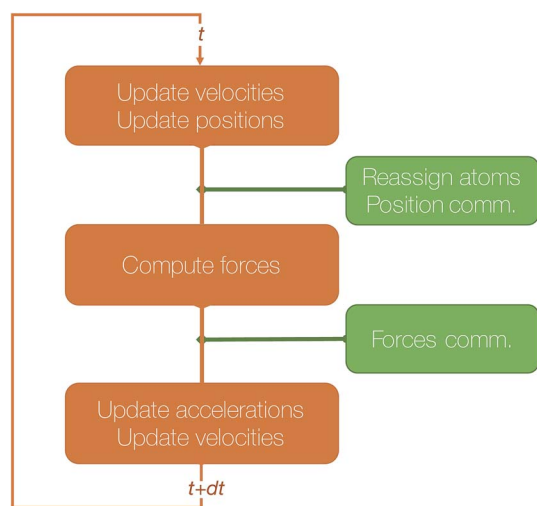 t
Update velocities
Update positions
Reassign atoms
Position comm.
Compute forces
Forces comm.
Update accelerations
Update velocities
t+dt